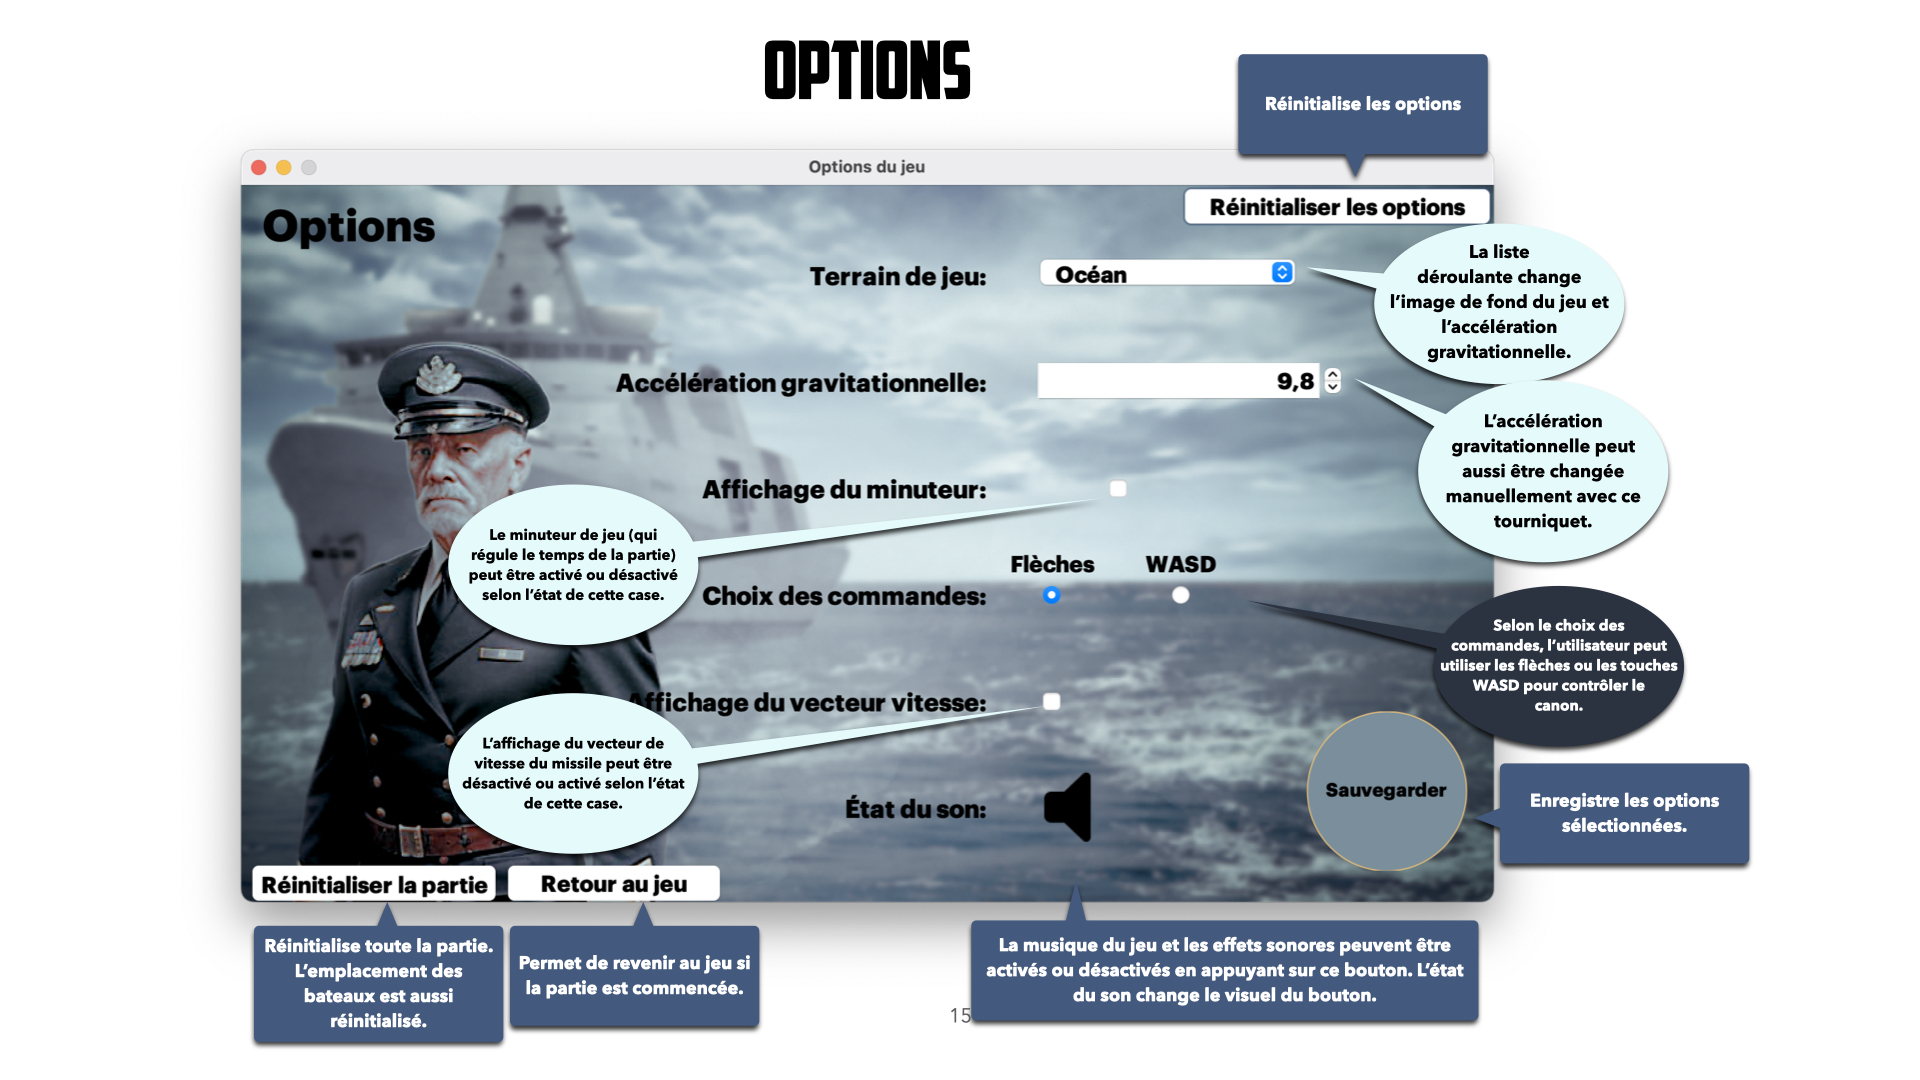 OPTIONS
Réinitialise les options
Options du jeu
Options
Réinitialiser les options
Terrain de jeu:
Océan
La liste
déroulante change
l’image de fond du jeu et
l’accélération
gravitationnelle.
Accélération gravitationnelle:
9,8
L’accélération
gravitationnelle peut
aussi être changée
manuellement avec ce
tourniquet.
Affichage du minuteur:
Le minuteur de jeu (qui
régule le temps de la partie)
peut être activé ou désactivé
selon l’état de cette case.
Flèches
WASD
Choix des commandes:
Selon le choix des
commandes, l’utilisateur peut
utiliser les flèches ou les touches
WASD pour contrôler le
canon.
Affichage du vecteur vitesse:
L’affichage du vecteur de
vitesse du missile peut être
désactivé ou activé selon l’état
de cette case.
État du son:
Sauvegarder
Enregistre les options
sélectionnées.
Réinitialiser la partie
Retour au jeu
Réinitialise toute la partie.
L’emplacement des
bateaux est aussi
réinitialisé.
Permet de revenir au jeu si
la partie est commencée.
La musique du jeu et les effets sonores peuvent être
activés ou désactivés en appuyant sur ce bouton. L’état
du son change le visuel du bouton.
15